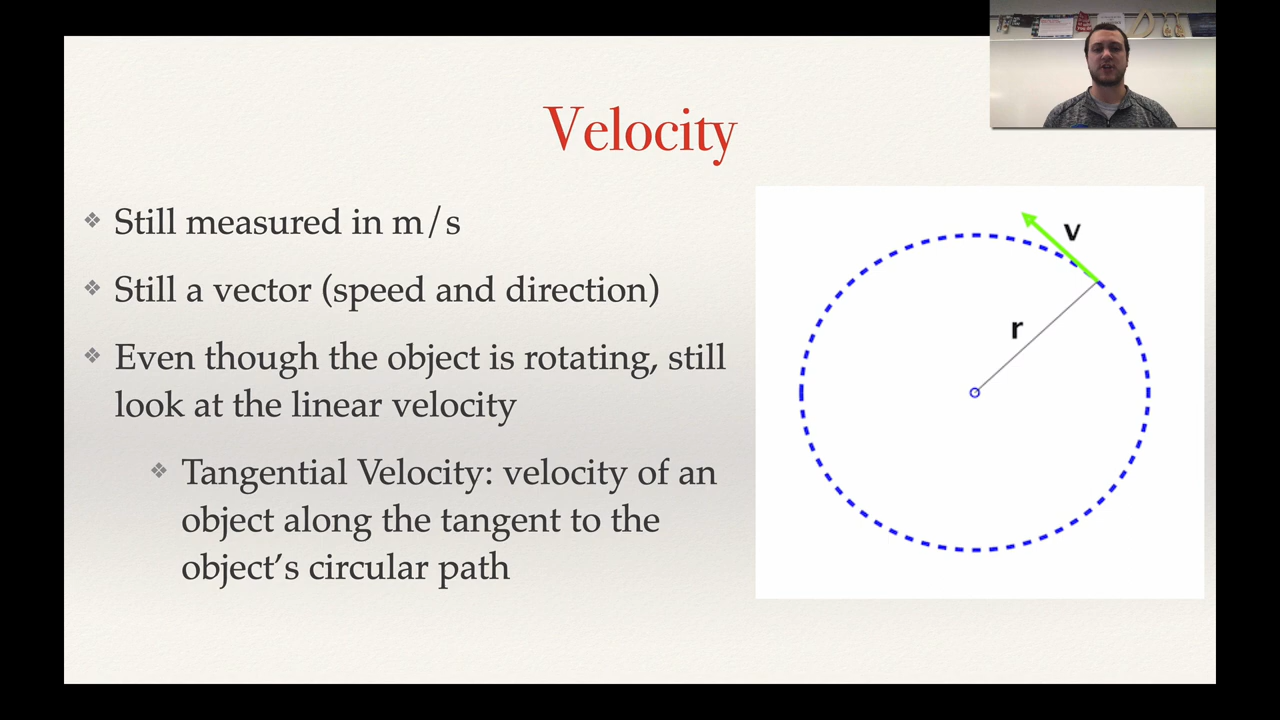 Velocity
❖ Still measured in m/s
❖ Still a vector (speed and direction)
❖ Even though the object is rotating, still
look at the linear velocity
❖ Tangential Velocity: velocity of an
object along the tangent to the
object's circular path
v
r